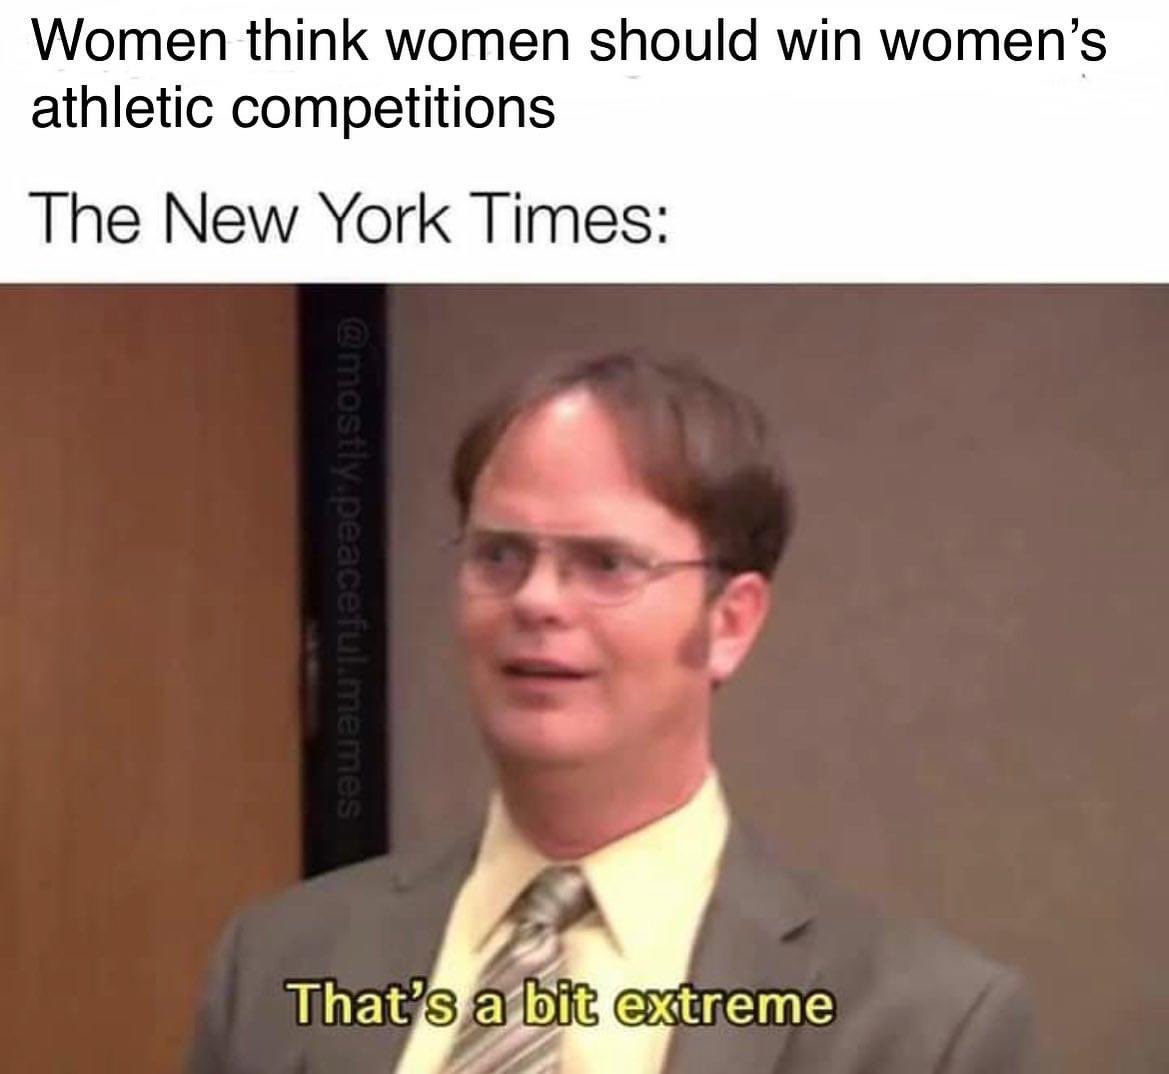 Women think women should win women’s
athletic competitions
The New York Times:
@mostly.peaceful.memes
That’s a bit extreme